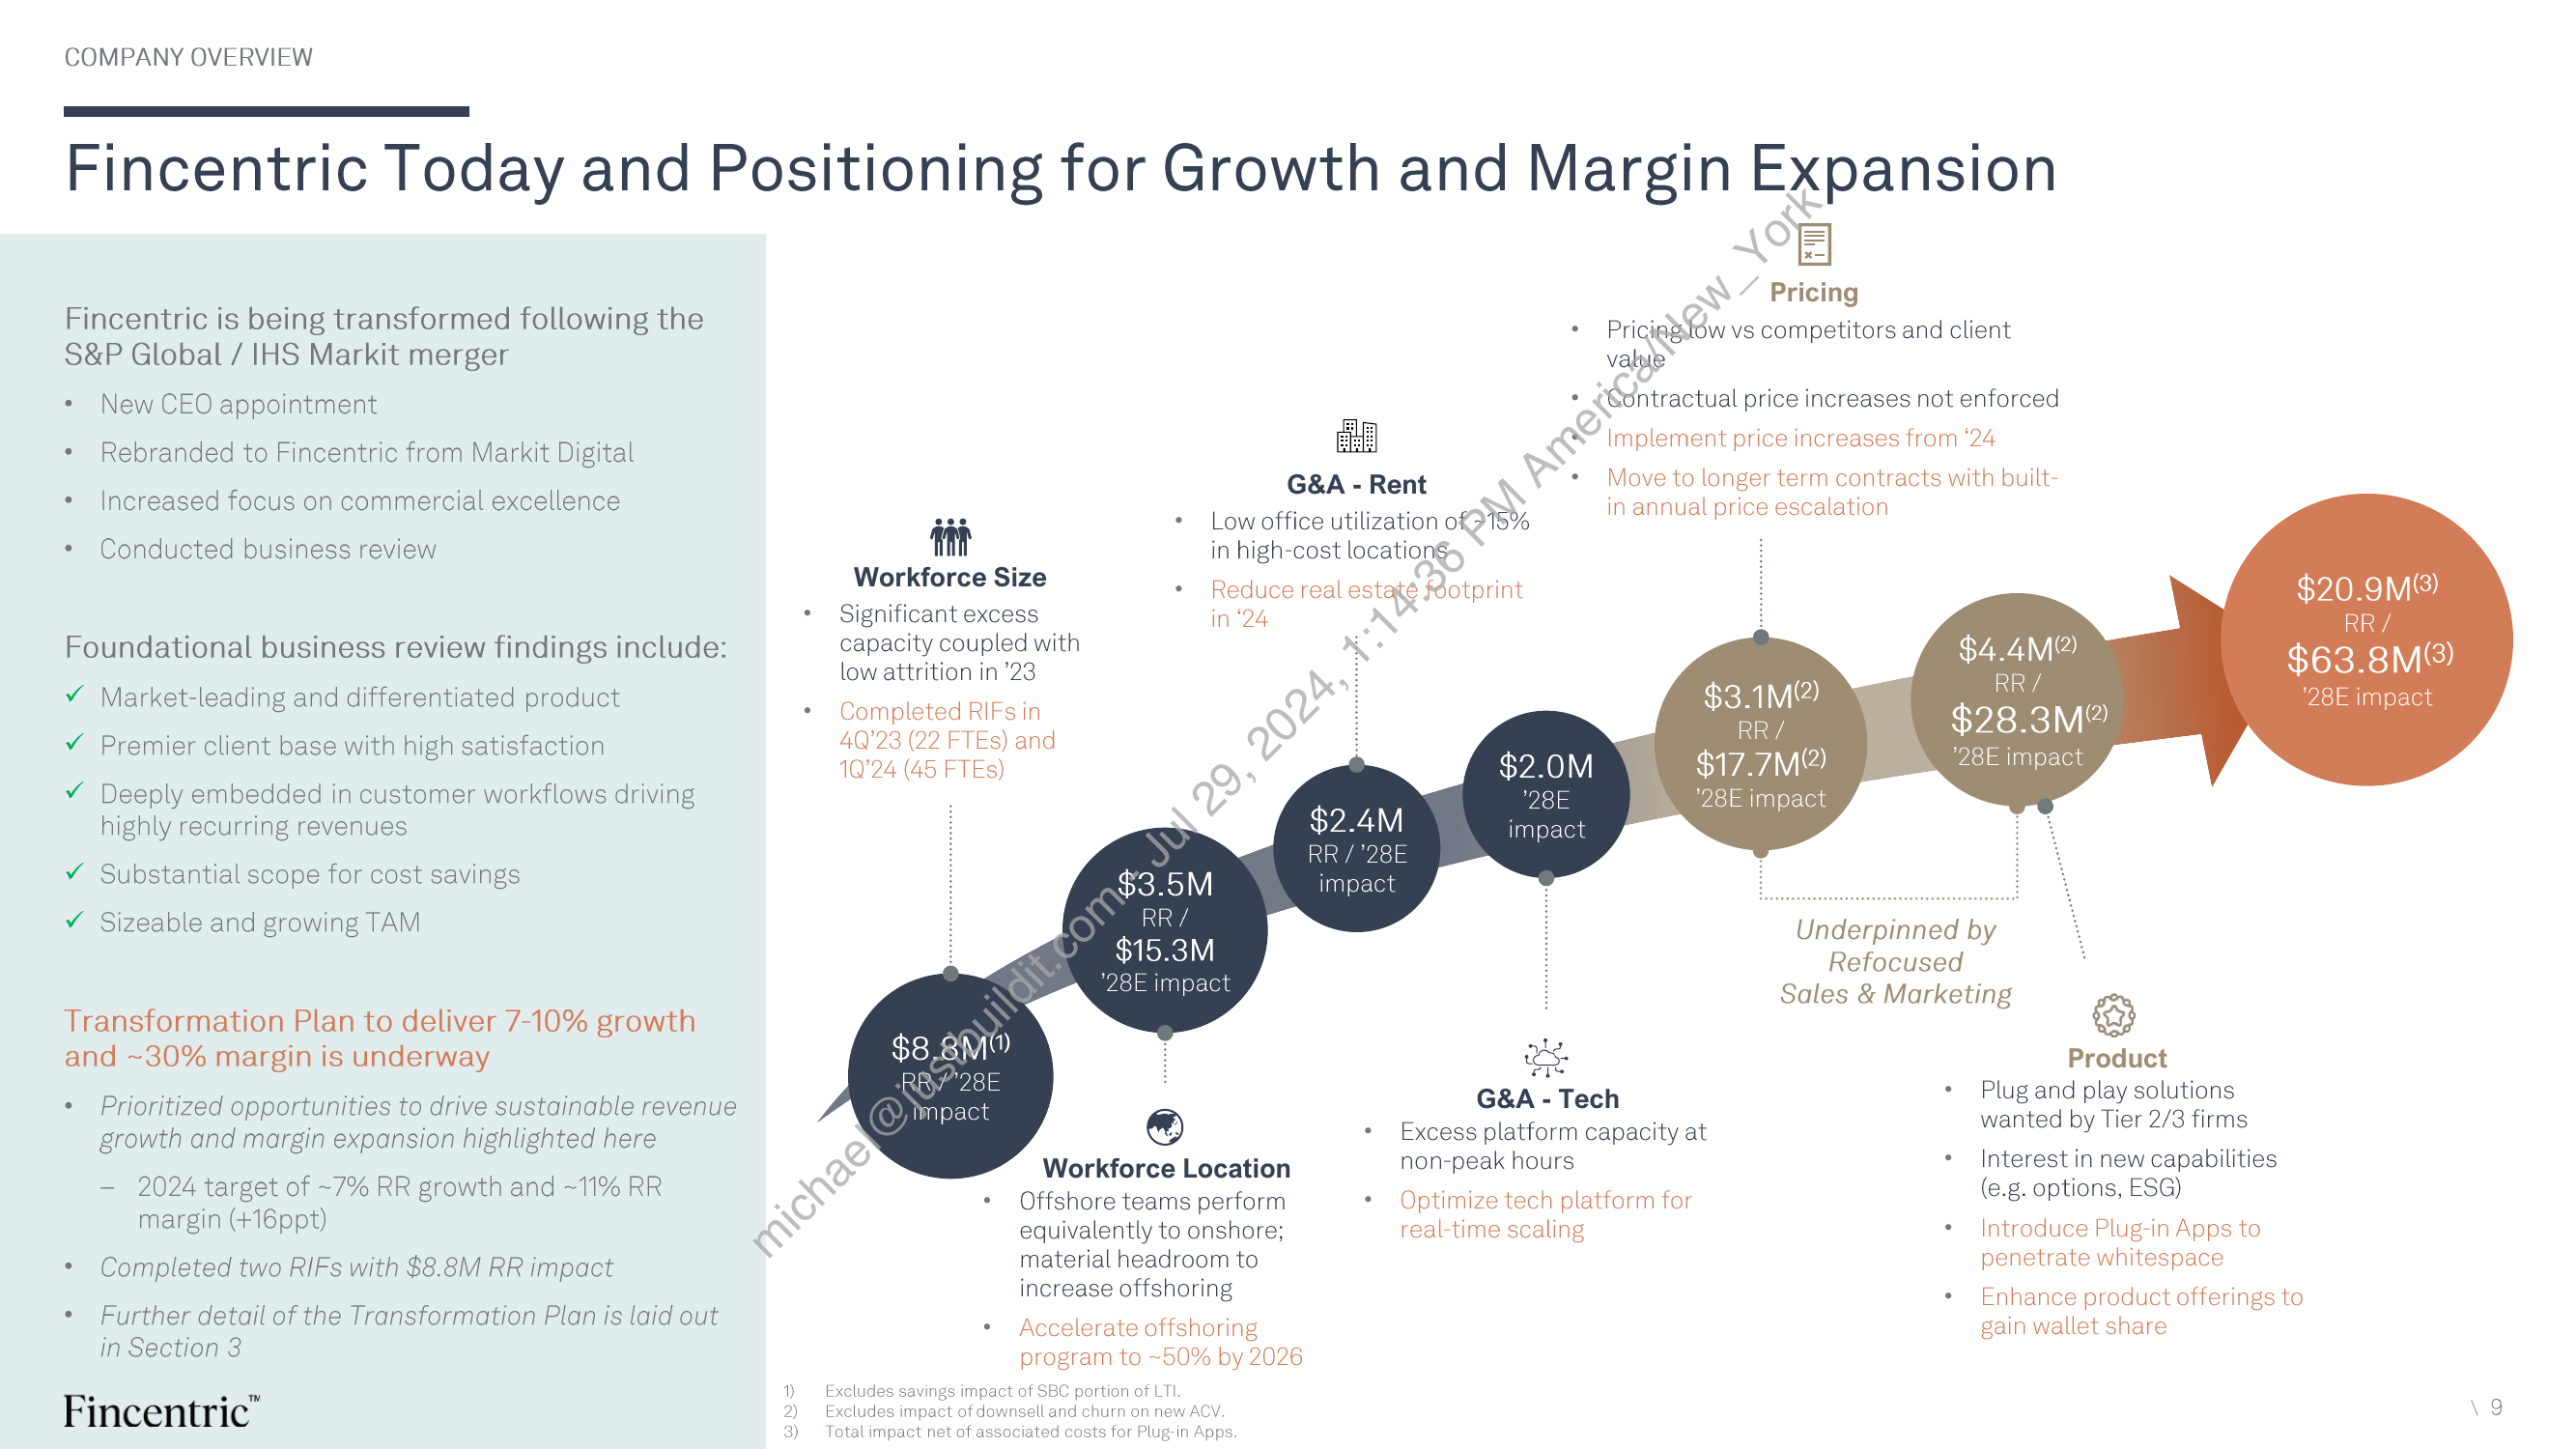 COMPANY OVERVIEW
Fincentric Today and Positioning for Growth and Margin Expansion
Fincentric is being transformed following the
S&P Global / IHS Markit merger
• New CEO appointment
• Rebranded to Fincentric from Markit Digital
• Increased focus on commercial excellence
• Conducted business review
Foundational business review findings include:
✓ Market-leading and differentiated product
✓ Premier client base with high satisfaction
✓ Deeply embedded in customer workflows driving
highly recurring revenues
✓ Substantial scope for cost savings
✓ Sizeable and growing TAM
Transformation Plan to deliver 7-10% growth
and ~30% margin is underway
• Prioritized opportunities to drive sustainable revenue
growth and margin expansion highlighted here
– 2024 target of ~7% RR growth and ~11% RR
margin (+16ppt)
• Completed two RIFs with $8.8M RR impact
• Further detail of the Transformation Plan is laid out
in Section 3
Fincentric™
Workforce Size
• Significant excess
capacity coupled with
low attrition in '23
• Completed RIFs in
4Q'23 (22 FTEs) and
1Q'24 (45 FTEs)
$8.8M(1)
RR / '28E
impact
$3.5M
RR /
$15.3M
'28E impact
Workforce Location
• Offshore teams perform
equivalently to onshore;
material headroom to
increase offshoring
• Accelerate offshoring
program to ~50% by 2026
G&A - Rent
• Low office utilization of ~15%
in high-cost locations
• Reduce real estate footprint
in ‘24
$2.4M
RR / '28E
impact
$2.0M
'28E
impact
G&A - Tech
• Excess platform capacity at
non-peak hours
• Optimize tech platform for
real-time scaling
Pricing
• Pricing low vs competitors and client
value
• Contractual price increases not enforced
• Implement price increases from ‘24
• Move to longer term contracts with built-
in annual price escalation
$3.1M(2)
RR /
$17.7M(2)
'28E impact
$4.4M(2)
RR /
$28.3M(2)
'28E impact
Underpinned by
Refocused
Sales & Marketing
Product
• Plug and play solutions
wanted by Tier 2/3 firms
• Interest in new capabilities
(e.g. options, ESG)
• Introduce Plug-in Apps to
penetrate whitespace
• Enhance product offerings to
gain wallet share
$20.9M(3)
RR /
$63.8M(3)
'28E impact
michael@justbuildit.com - Jul 29, 2024, 1:14:36 PM America/New_York
1) Excludes savings impact of SBC portion of LTI.
2) Excludes impact of downsell and churn on new ACV.
3) Total impact net of associated costs for Plug-in Apps.
\ 9